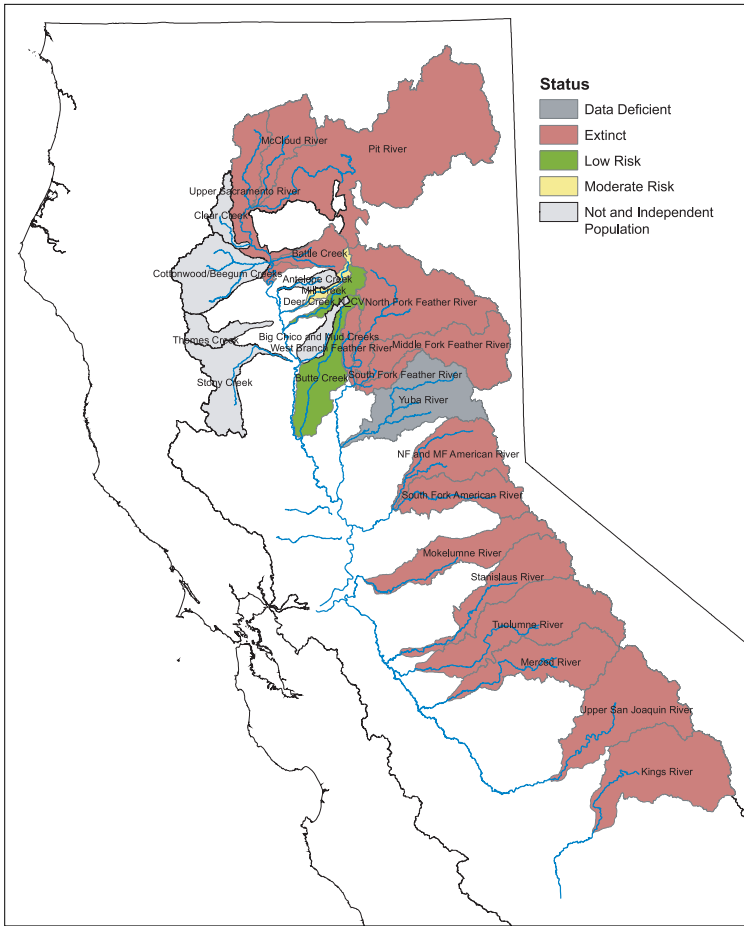 Status
Data Deficient
Extinct
Low Risk
Moderate Risk
Not and Independent
Population
McCloud River
Pit River
Upper Sacramento River
Clear Creek
Battle Creek
Cottonwood/Beegum Creeks
Antelope Creek
Mill Creek
Deer Creek
North Fork Feather River
Big Chico and Mud Creeks
Thomes Creek
West Branch Feather River
Middle Fork Feather River
South Fork Feather River
Butte Creek
Stony Creek
Yuba River
NF and MF American River
South Fork American River
Mokelumne River
Stanislaus River
Tuolumne River
Merced River
Upper San Joaquin River
Kings River